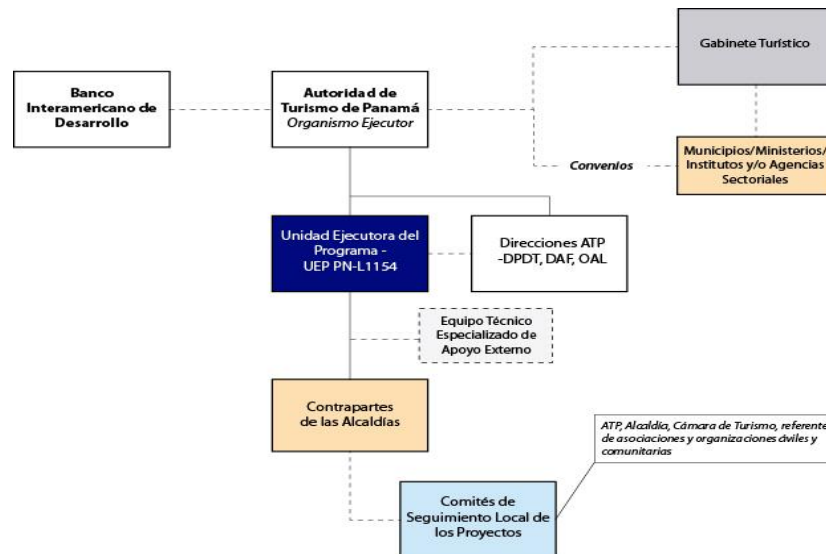 Gabinete Turístico
Banco
Interamericano de
Desarrollo
Autoridad de
Turismo de Panamá
Organismo Ejecutor
Convenios
Municipios/Ministerios/
Institutos y/o Agencias
Sectoriales
Unidad Ejecutora del
Programa -
UEP PN-L1154
Direcciones ATP
-DPDT, DAF, OAL
Equipo Técnico
Especializado de
Apoyo Externo
Contrapartes
de las Alcaldías
ATP, Alcaldía, Cámara de Turismo, referente
de asociaciones y organizaciones áviles y
comunitarias
Comités de
Seguimiento Local de
los Proyectos